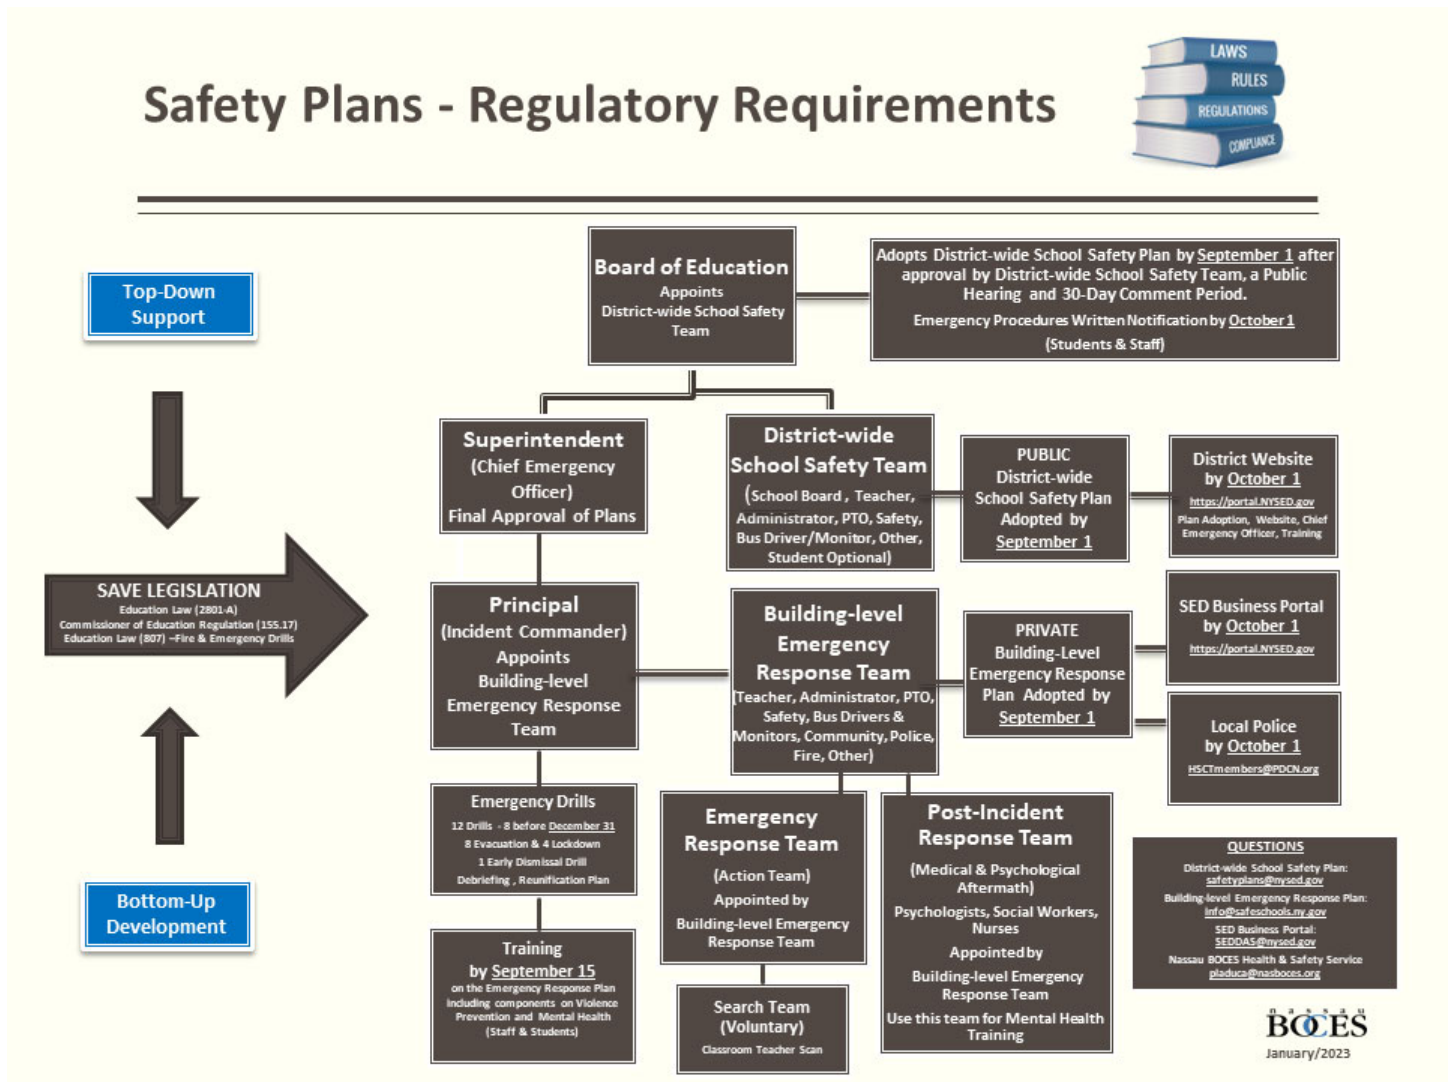 Safety Plans - Regulatory Requirements
LAWS
RULES
REGULATIONS
COMPLIANCE
Top-Down
Support
SAVE LEGISLATION
Education Law (2801-A)
Commissioner of Education Regulation (155.17)
Education Law (807) –Fire & Emergency Drills
Bottom-Up
Development
Board of Education
Appoints
District-wide School Safety
Team
Adopts District-wide School Safety Plan by September 1 after
approval by District-wide School Safety Team, a Public
Hearing and 30-Day Comment Period.
Emergency Procedures Written Notification by October 1
(Students & Staff)
Superintendent
(Chief Emergency
Officer)
Final Approval of Plans
District-wide
School Safety Team
(School Board , Teacher,
Administrator, PTO, Safety,
Bus Driver/Monitor, Other,
Student Optional)
PUBLIC
District-wide
School Safety Plan
Adopted by
September 1
District Website
by October 1
https://portal.NYSED.gov
Plan Adoption, Website, Chief
Emergency Officer, Training
Principal
(Incident Commander)
Appoints
Building-level
Emergency Response
Team
Building-level
Emergency
Response Team
(Teacher, Administrator, PTO,
Safety, Bus Drivers &
Monitors, Community, Police,
Fire, Other)
PRIVATE
Building-Level
Emergency Response
Plan Adopted by
September 1
SED Business Portal
by October 1
https://portal.NYSED.gov
Local Police
by October 1
HSCTmembers@PDCN.org
Emergency Drills
12 Drills - 8 before December 31
8 Evacuation & 4 Lockdown
1 Early Dismissal Drill
Debriefing , Reunification Plan
Training
by September 15
on the Emergency Response Plan
including components on Violence
Prevention and Mental Health
(Staff & Students)
Emergency
Response Team
(Action Team)
Appointed by
Building-level Emergency
Response Team
Search Team
(Voluntary)
Classroom Teacher Scan
Post-Incident
Response Team
(Medical & Psychological
Aftermath)
Psychologists, Social Workers,
Nurses
Appointed by
Building-level Emergency
Response Team
Use this team for Mental Health
Training
QUESTIONS
District-wide School Safety Plan:
safetyplans@nysed.gov
Building-level Emergency Response Plan:
info@safeschools.ny.gov
SED Business Portal:
SEDDAS@nysed.gov
Nassau BOCES Health & Safety Service
pladuca@nasboces.org
nassau
BOCES
January/2023